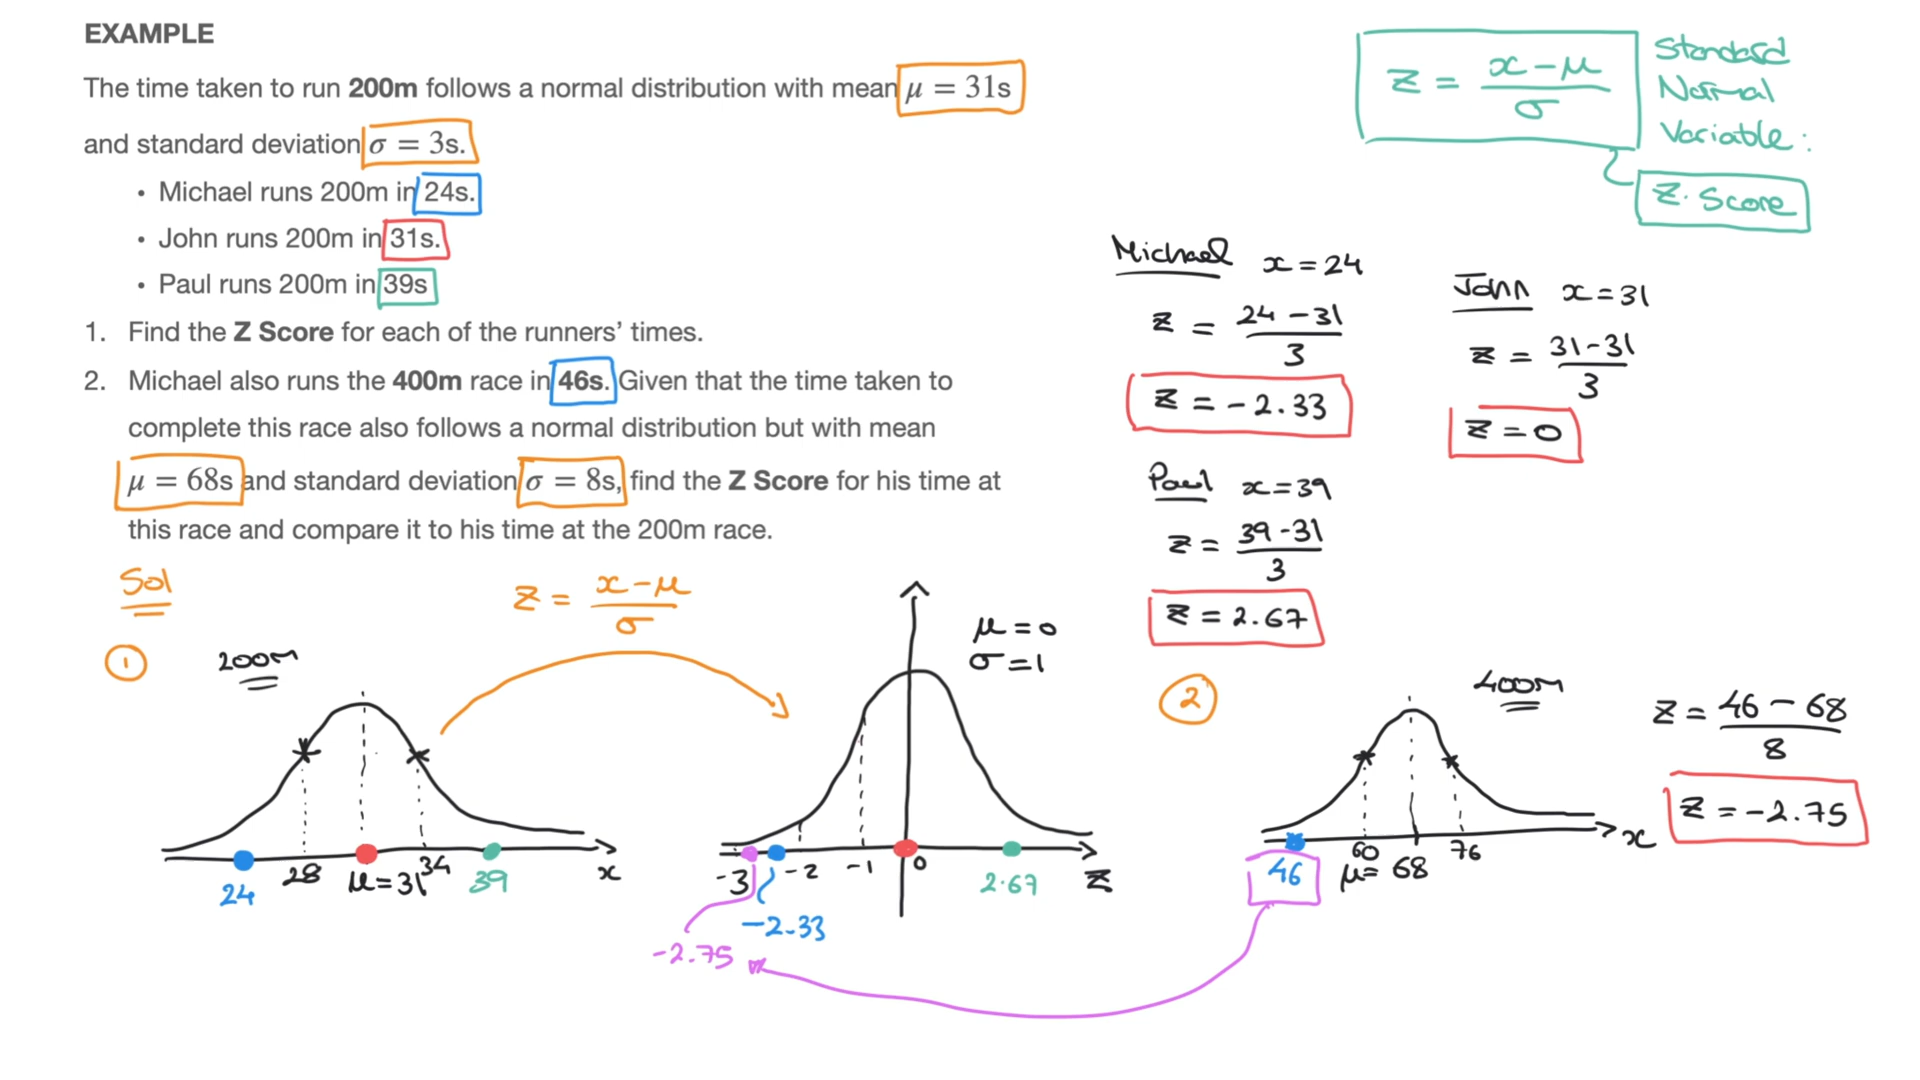 EXAMPLE
The time taken to run 200m follows a normal distribution with mean μ = 31s
and standard deviation σ = 3s.
• Michael runs 200m in 24s.
• John runs 200m in 31s.
• Paul runs 200m in 39s
1. Find the Z Score for each of the runners’ times.
2. Michael also runs the 400m race in 46s. Given that the time taken to
complete this race also follows a normal distribution but with mean
μ = 68s and standard deviation σ = 8s, find the Z Score for his time at
this race and compare it to his time at the 200m race.
Z = (x - μ)/σ
Standard
Normal
Variable:
Z. Score
Michael x = 24
Z = (24 - 31)/3
Z = -2.33
John x = 31
Z = (31-31)/3
Z = 0
Paul x = 39
Z = (39-31)/3
Z = 2.67
Sol
Z = (x - μ)/σ
1
200m
24 28 μ=31 34 39 x
μ = 0
σ = 1
-3 -2 -1 0 2.67 Z
-2.33
-2.75
2
400m
46 60 68 76 x
μ=
Z = (46 - 68)/8
Z = -2.75